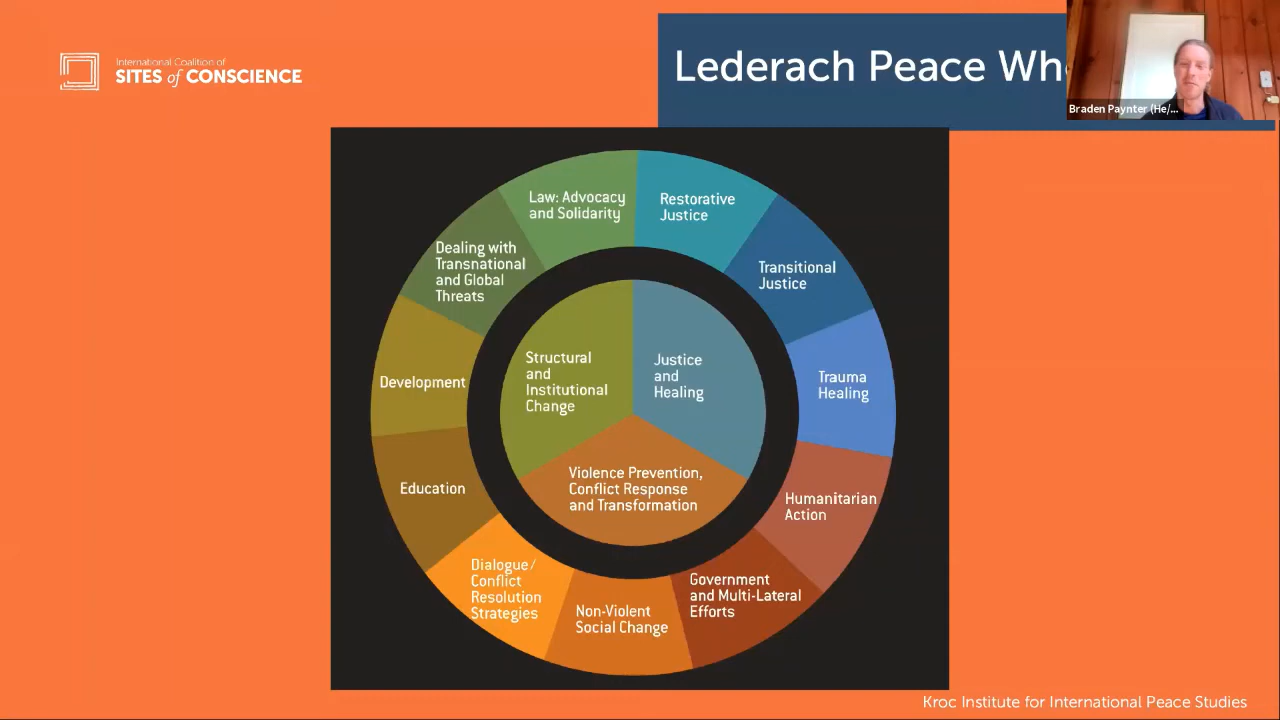 International Coalition of
SITES of CONSCIENCE
Lederach Peace Wh
Braden Paynter (He/...
Law: Advocacy
and Solidarity
Restorative
Justice
Dealing with
Transnational
and Global
Threats
Transitional
Justice
Structural
and
Institutional
Change
Justice
and
Healing
Development
Trauma
Healing
Violence Prevention,
Conflict Response
and Transformation
Education
Humanitarian
Action
Dialogue/
Conflict
Resolution
Strategies
Non-Violent
Social Change
Government
and Multi-Lateral
Efforts
Kroc Institute for International Peace Studies